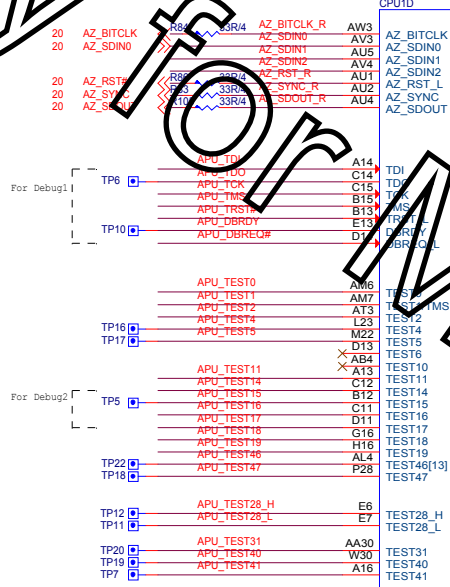 CPU1D
20 AZ_BITCLK R84 33R/4 AZ_BITCLK_R AW3 AZ_BITCLK
20 AZ_SDIN0 AZ_SDIN0 AV3 AZ_SDIN0
AZ_SDIN1 AU5 AZ_SDIN1
AZ_SDIN2 AV4 AZ_SDIN2
20 AZ_RST# 33R/4 AZ_RST_R AU1 AZ_RST_L
20 AZ_SYNC AZ_SYNC_R AU2 AZ_SYNC
20 33R/4 AZ_SDOUT_R AU4 AZ_SDOUT
APU_TDI A14 TDI
For Debug1 TP6 APU_TDO C14
APU_TCK C15 TCK
APU_TMS B15
APU_TRST# B13
TP10 APU_DBRDY E13 DBRDY
APU_DBREQ#
APU_TEST0 AM6
APU_TEST1 AM7
APU_TEST2 AT3 TEST2
TP16 APU_TEST4 L23 TEST4
TP17 APU_TEST5 M22 TEST5
D13 TEST6
AB4 TEST10
APU_TEST11 A13 TEST11
APU_TEST14 C12 TEST14
For Debug2 TP5 APU_TEST15 B12 TEST15
APU_TEST16 C11 TEST16
APU_TEST17 D11 TEST17
APU_TEST18 G16 TEST18
APU_TEST19 H16 TEST19
TP22 APU_TEST46 AL4 TEST46[13]
TP18 APU_TEST47 P28 TEST47
TP12 APU_TEST28_H E6 TEST28_H
TP11 APU_TEST28_L E7 TEST28_L
TP20 APU_TEST31 AA30 TEST31
TP19 APU_TEST40 W30 TEST40
TP7 APU_TEST41 A16 TEST41